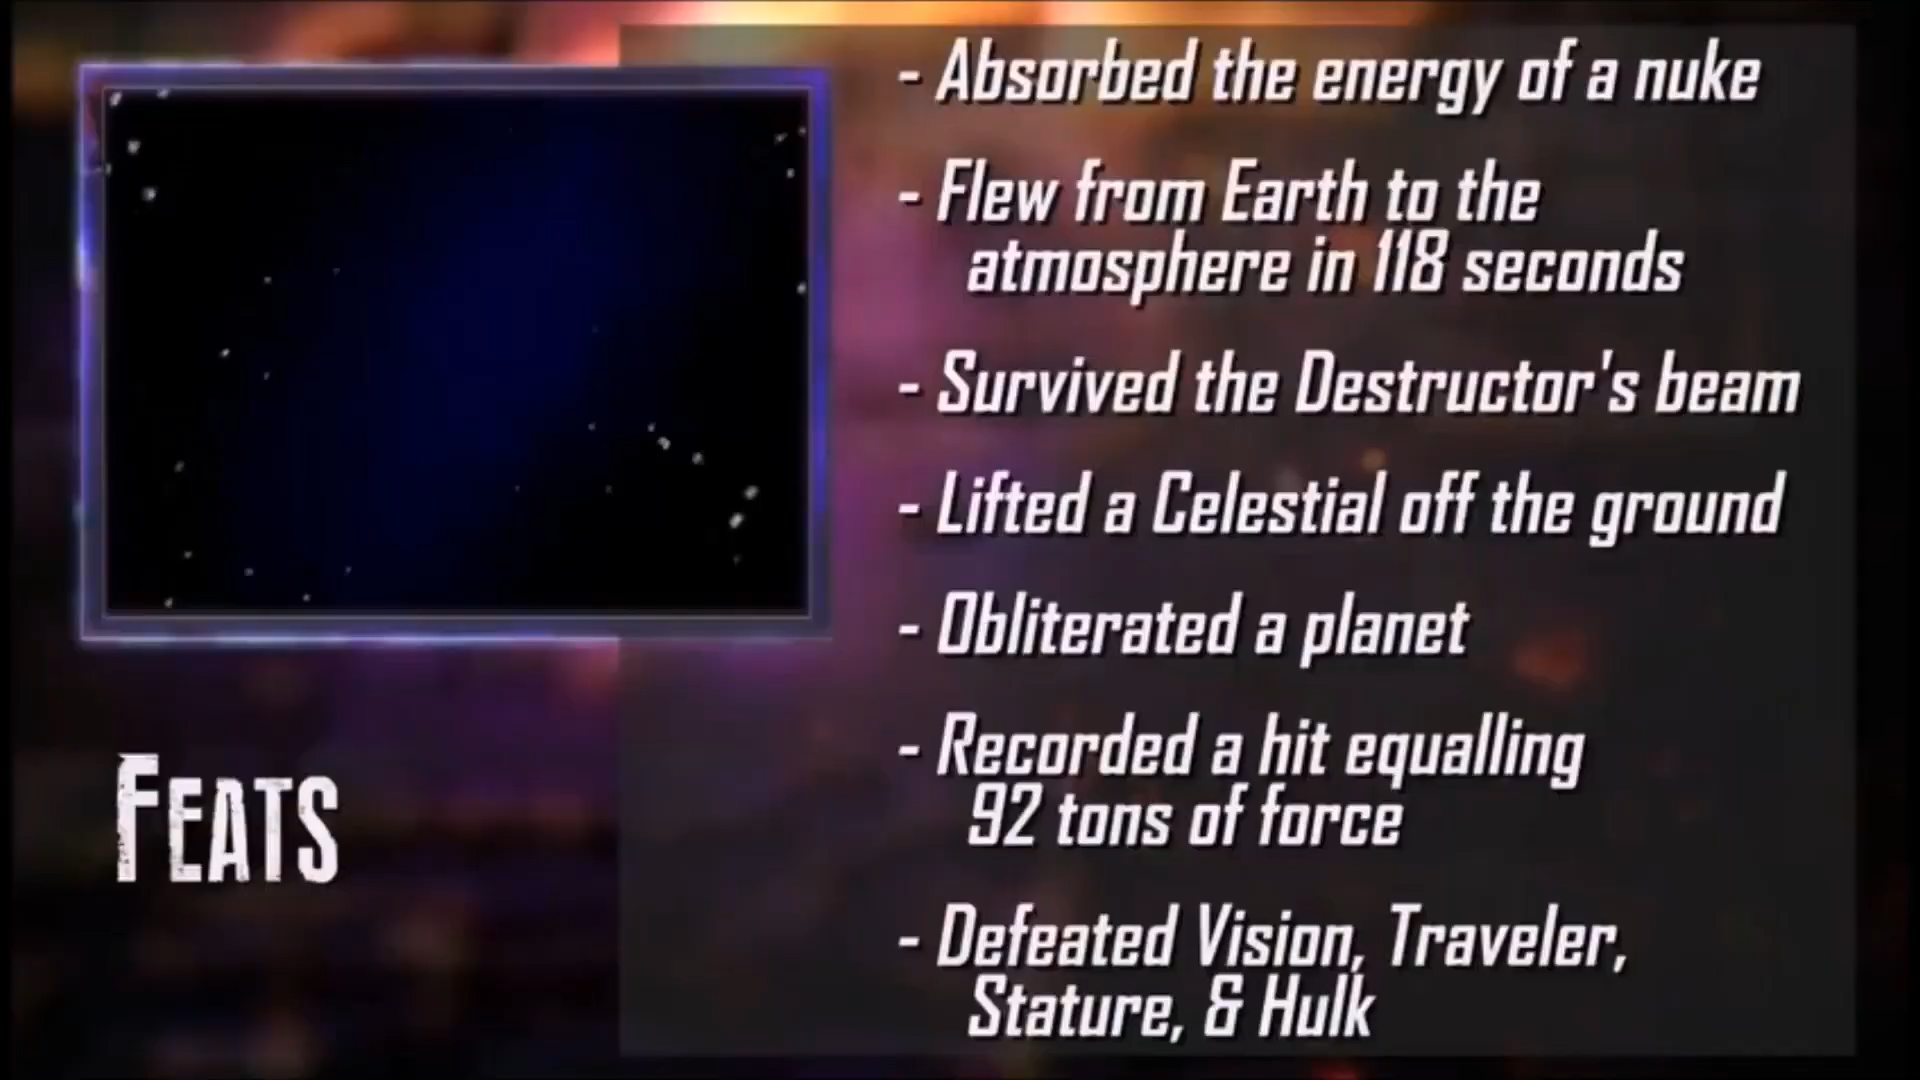 - Absorbed the energy of a nuke
- Flew from Earth to the
atmosphere in 118 seconds
- Survived the Destructor's beam
- Lifted a Celestial off the ground
- Obliterated a planet
- Recorded a hit equalling
92 tons of force
- Defeated Vision, Traveler,
Stature, & Hulk
FEATS